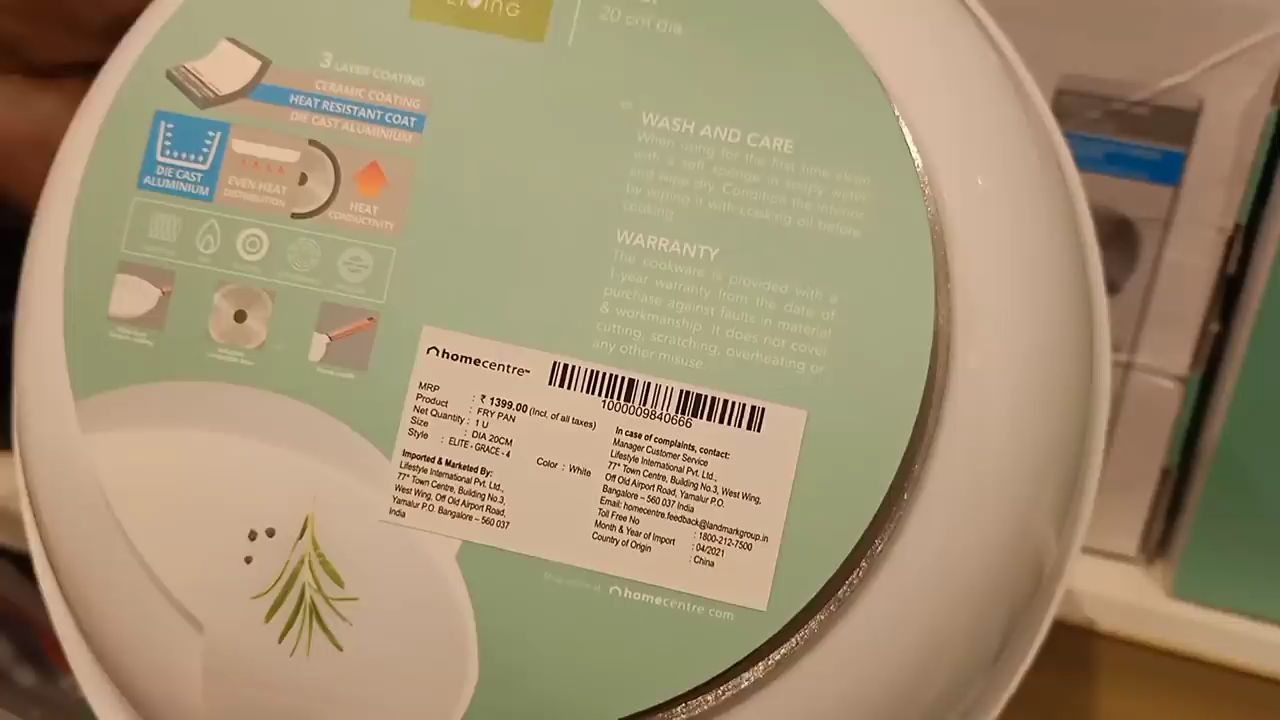 LIVING
20 cm dia
3 LAYER COATING
CERAMIC COATING
HEAT RESISTANT COAT
DIE CAST ALUMINIUM
DIE CAST
ALUMINIUM
EVEN HEAT
DISTRIBUTION
HEAT
CONDUCTIVITY
WASH AND CARE
When using for the first time clean
with a soft sponge in soapy water
and wipe dry. Condition the interior
by wiping it with cooking oil before
cooking.
WARRANTY
The cookware is provided with a
1 year warranty from the date of
purchase against faults in material
& workmanship. It does not cover
cutting, scratching, overheating or
any other misuse.
homecentre™
1000009840666
MRP : ₹ 1399.00 (Incl. of all taxes)
Product : FRY PAN
Net Quantity : 1 U
Size : DIA 20CM
Style : ELITE - GRACE - 4
Color : White
Imported & Marketed By:
Lifestyle International Pvt. Ltd.,
77° Town Centre, Building No.3,
West Wing, Off Old Airport Road,
Yamalur P.O. Bangalore – 560 037
India
In case of complaints, contact:
Manager Customer Service
Lifestyle International Pvt. Ltd.,
77° Town Centre, Building No.3, West Wing,
Off Old Airport Road, Yamalur P.O.
Bangalore – 560 037 India
Email: homecentre.feedback@landmarkgroup.in
Toll Free No : 1800-212-7500
Month & Year of Import : 04/2021
Country of Origin : China
homecentre.com